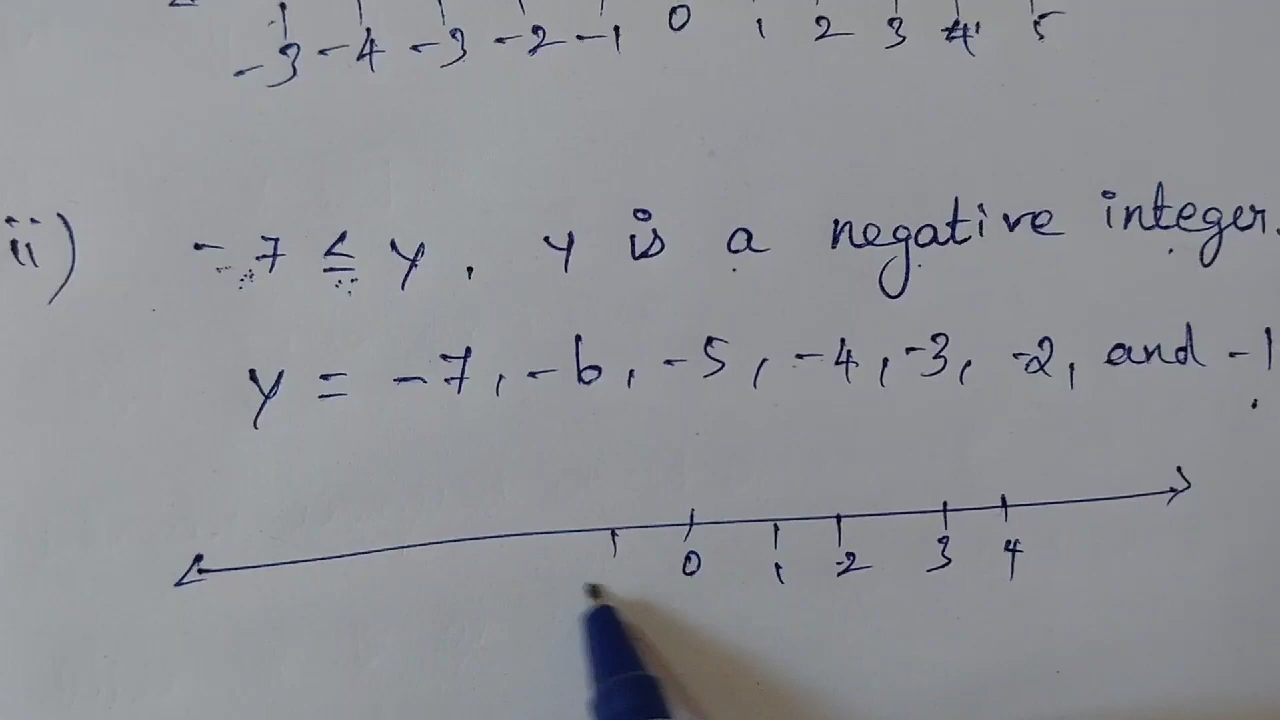 -3 -4 -3 -2 -1 0 1 2 3 4 5
ii) -7 ≤ y, y is a negative integer.
y = -7, -6, -5, -4, -3, -2, and -1.
0 1 2 3 4